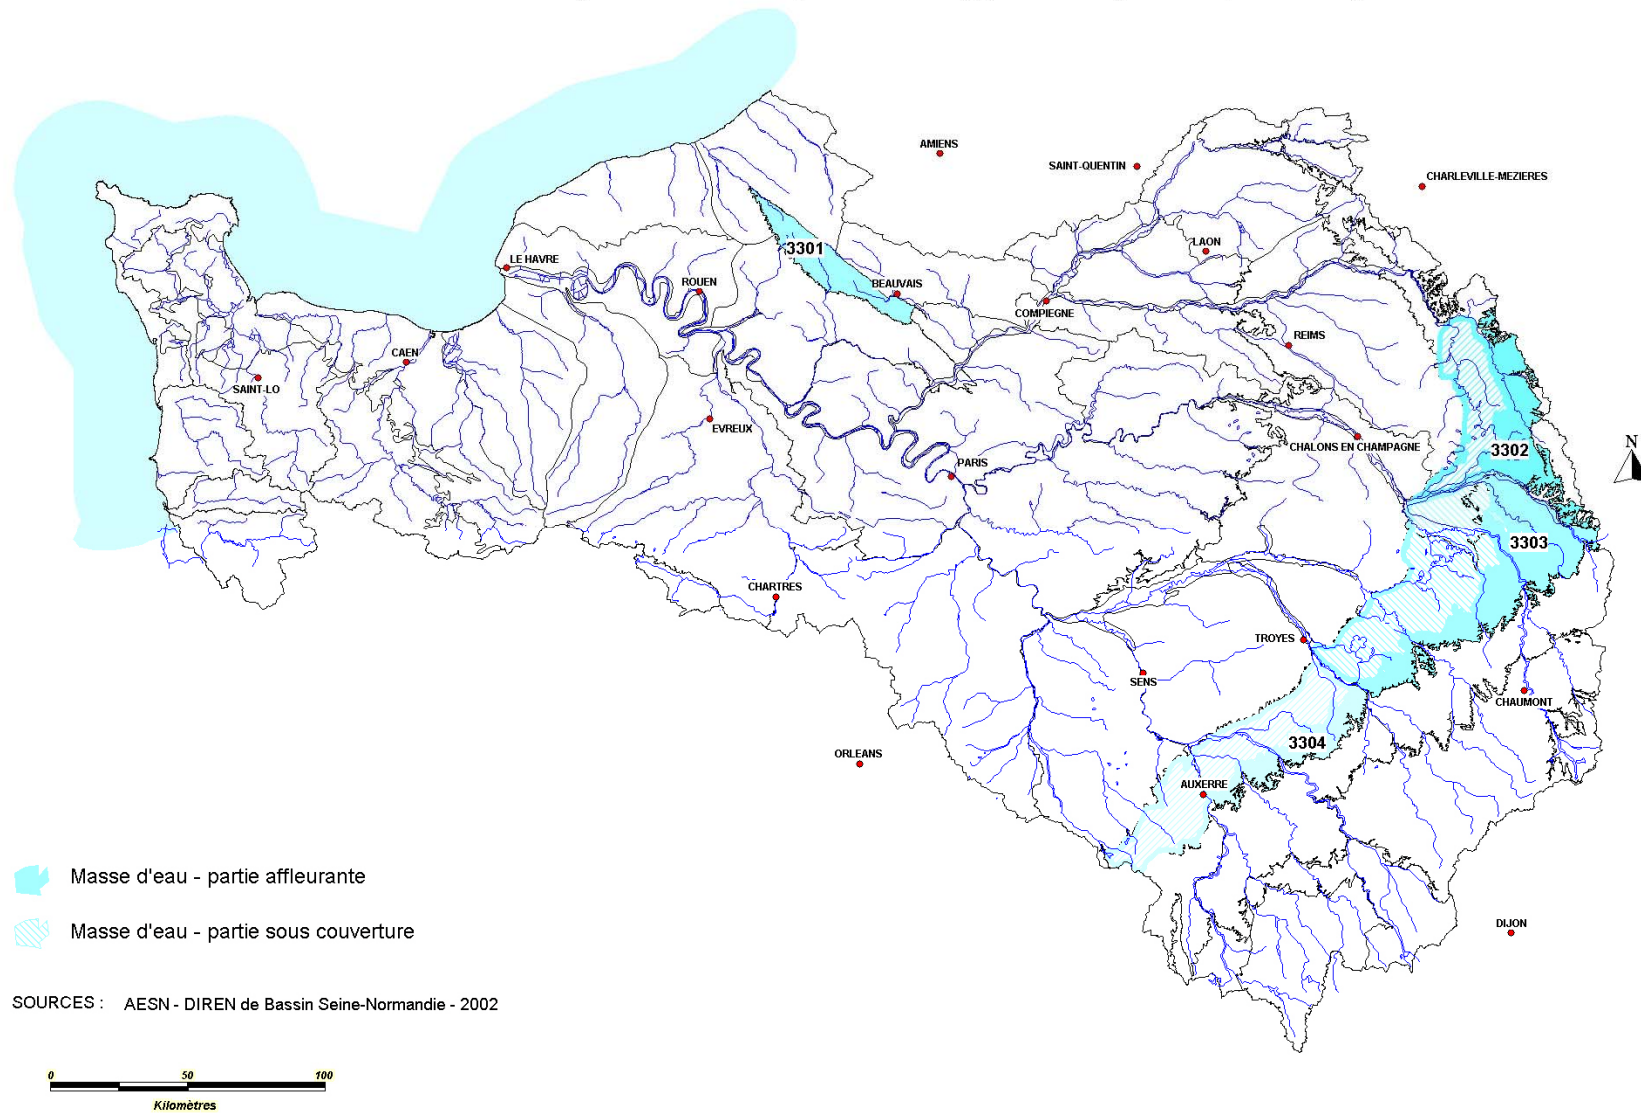 AMIENS
SAINT-QUENTIN
CHARLEVILLE-MEZIERES
LAON
3301
LE HAVRE
ROUEN
BEAUVAIS
COMPIEGNE
REIMS
CAEN
SAINT-LO
EVREUX
CHALONS EN CHAMPAGNE
3302
N
PARIS
3303
CHARTRES
TROYES
SENS
CHAUMONT
3304
ORLEANS
AUXERRE
DIJON
Masse d'eau - partie affleurante
Masse d'eau - partie sous couverture
SOURCES : AESN - DIREN de Bassin Seine-Normandie - 2002
0 50 100
Kilomètres